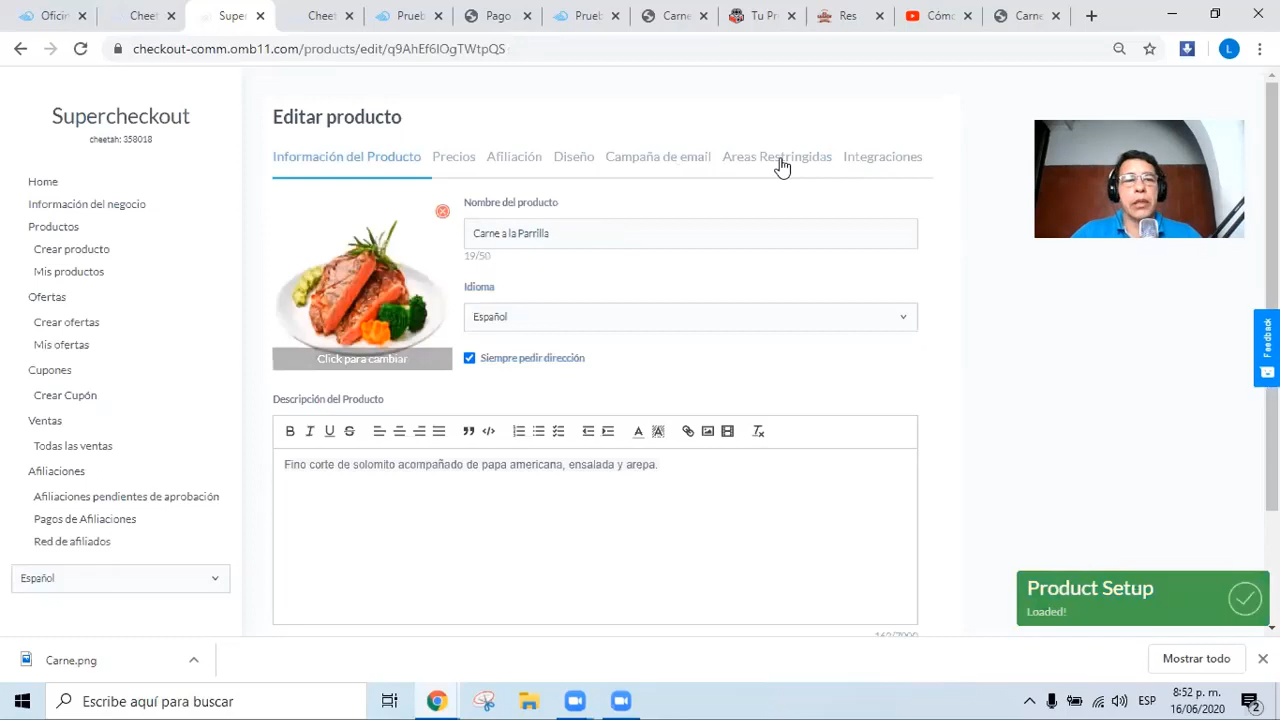 Oficin
Cheet
Super
Cheet
Prueb
Pago
Prueb
Carne
Tu Pr
Res
Cómo
Carne
checkout-comm.omb11.com/products/edit/q9AhEf6IOgTWtpQS
L
Supercheckout
cheetah: 358018
Home
Información del negocio
Productos
Crear producto
Mis productos
Ofertas
Crear ofertas
Mis ofertas
Cupones
Crear Cupón
Ventas
Todas las ventas
Afiliaciones
Afiliaciones pendientes de aprobación
Pagos de Afiliaciones
Red de afiliados
Español
Editar producto
Información del Producto Precios Afiliación Diseño Campaña de email Areas Restringidas Integraciones
Nombre del producto
Carne a la Parrilla
19/50
Idioma
Español
Siempre pedir dirección
Click para cambiar
Descripción del Producto
Fino corte de solomito acompañado de papa americana, ensalada y arepa.
Feedback
Product Setup
Loaded!
Carne.png
Mostrar todo
Escribe aquí para buscar
ESP
8:52 p. m.
16/06/2020
2